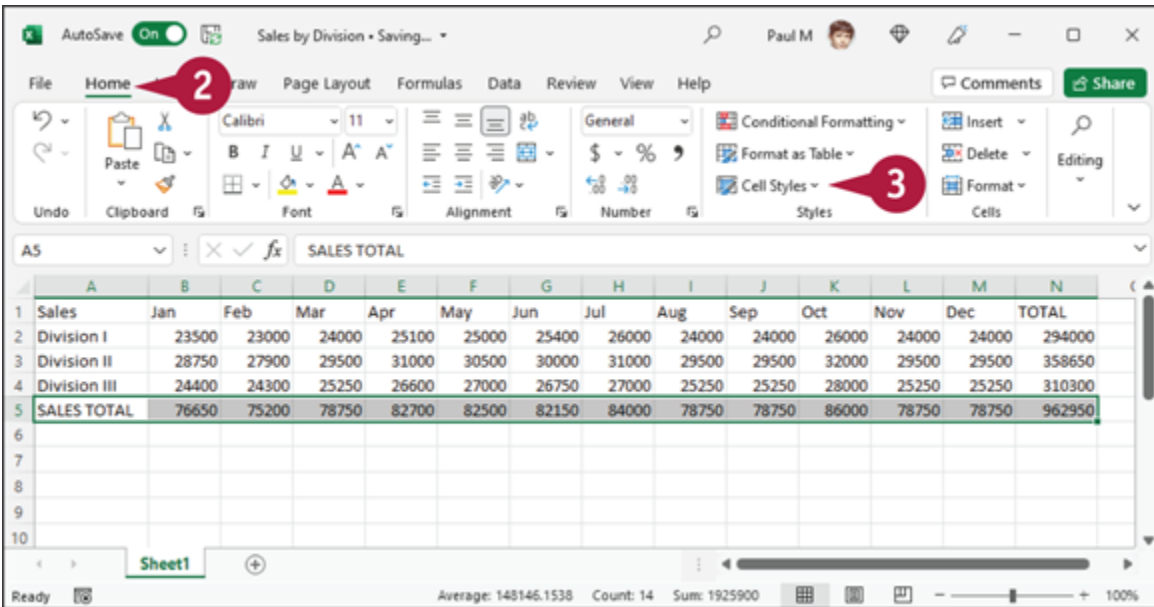 AutoSave On Sales by Division • Saving... Paul M
File Home Page Layout Formulas Data Review View Help Comments Share
2
Calibri 11 General Conditional Formatting Insert
Paste B I U A A $ % Format as Table Delete Editing
A Cell Styles 3 Format
Undo Clipboard Font Alignment Number Styles Cells
A5 fx SALES TOTAL
A B C D E F G H I J K L M N
1 Sales Jan Feb Mar Apr May Jun Jul Aug Sep Oct Nov Dec TOTAL
2 Division I 23500 23000 24000 25100 25000 25400 26000 24000 24000 26000 24000 24000 294000
3 Division II 28750 27900 29500 31000 30500 30000 31000 29500 29500 32000 29500 29500 358650
4 Division III 24400 24300 25250 26600 27000 26750 27000 25250 25250 28000 25250 25250 310300
5 SALES TOTAL 76650 75200 78750 82700 82500 82150 84000 78750 78750 86000 78750 78750 962950
6
7
8
9
10
Sheet1
Ready Average: 148146.1538 Count: 14 Sum: 1925900 100%